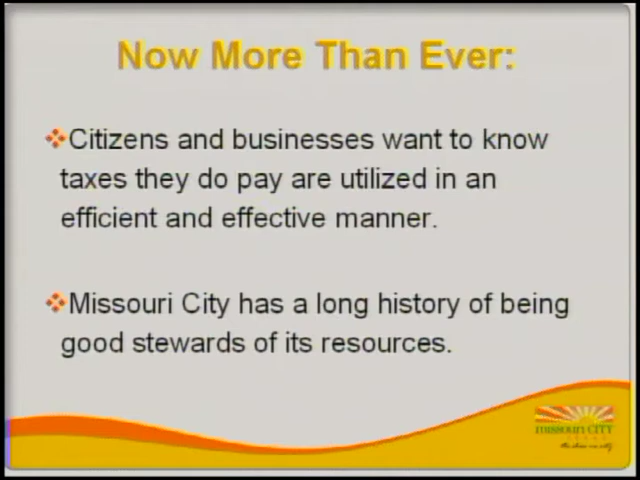 Now More Than Ever:
Citizens and businesses want to know
taxes they do pay are utilized in an
efficient and effective manner.
Missouri City has a long history of being
good stewards of its resources.
missouri CITY
TEXAS